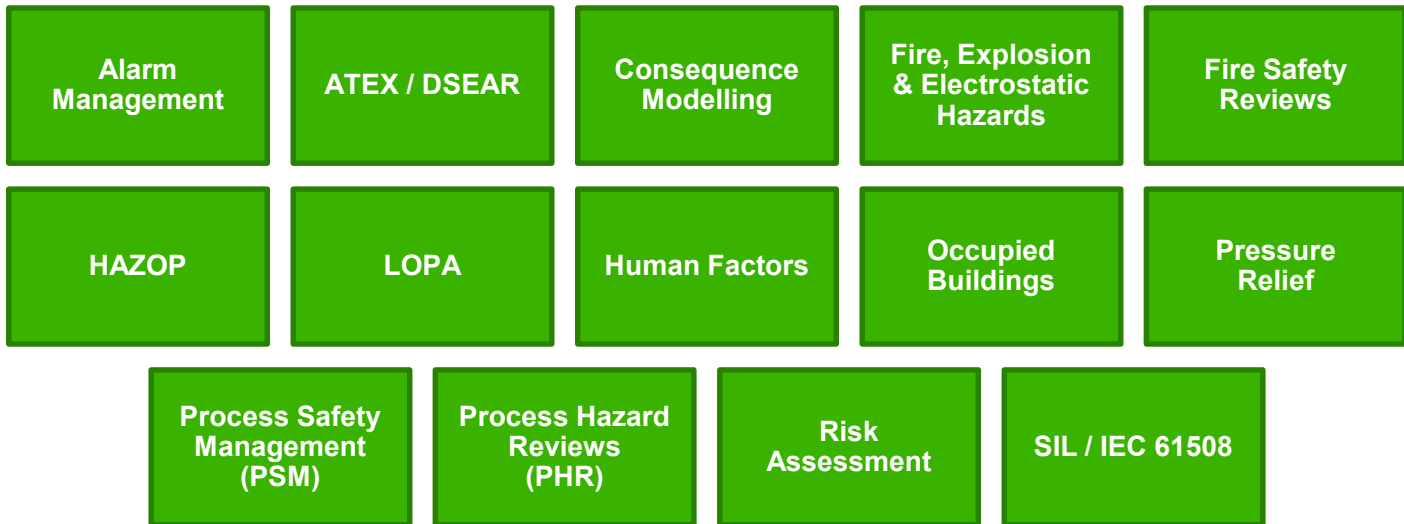 Alarm
Management
ATEX / DSEAR
Consequence
Modelling
Fire, Explosion
& Electrostatic
Hazards
Fire Safety
Reviews
HAZOP
LOPA
Human Factors
Occupied
Buildings
Pressure
Relief
Process Safety
Management
(PSM)
Process Hazard
Reviews
(PHR)
Risk
Assessment
SIL / IEC 61508